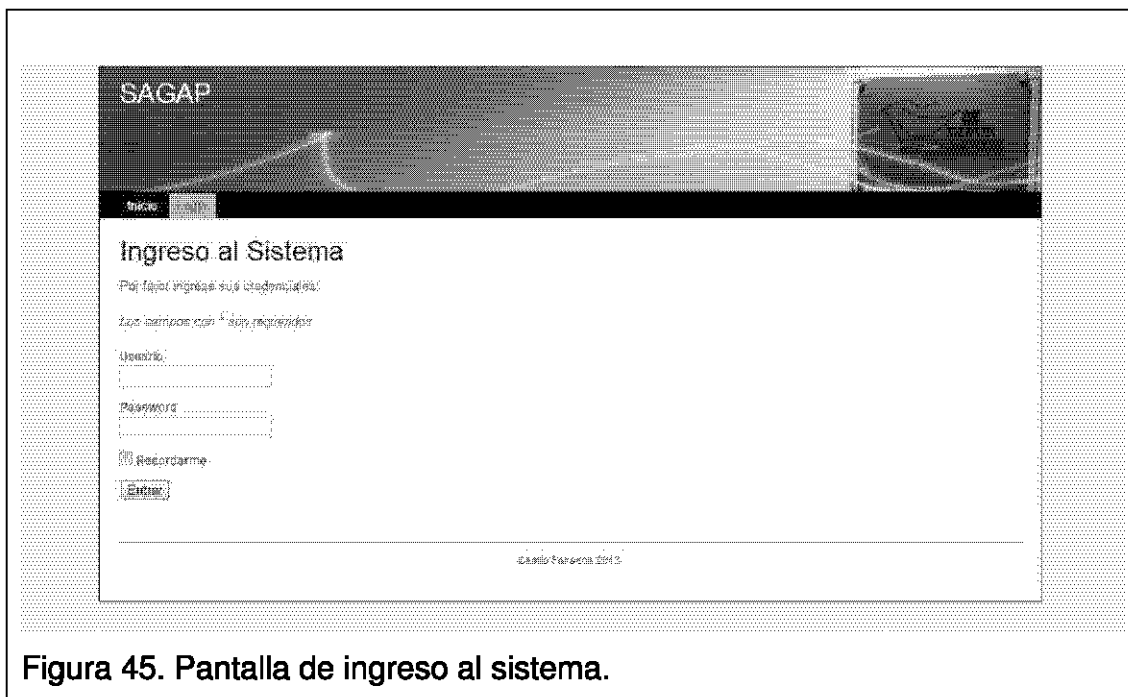 SAGAP
Inicio
Ingreso al Sistema
Por favor ingrese sus credenciales
Los campos con * son requeridos
Usuario
Password
Recordarme
Entrar
Figura 45. Pantalla de ingreso al sistema.